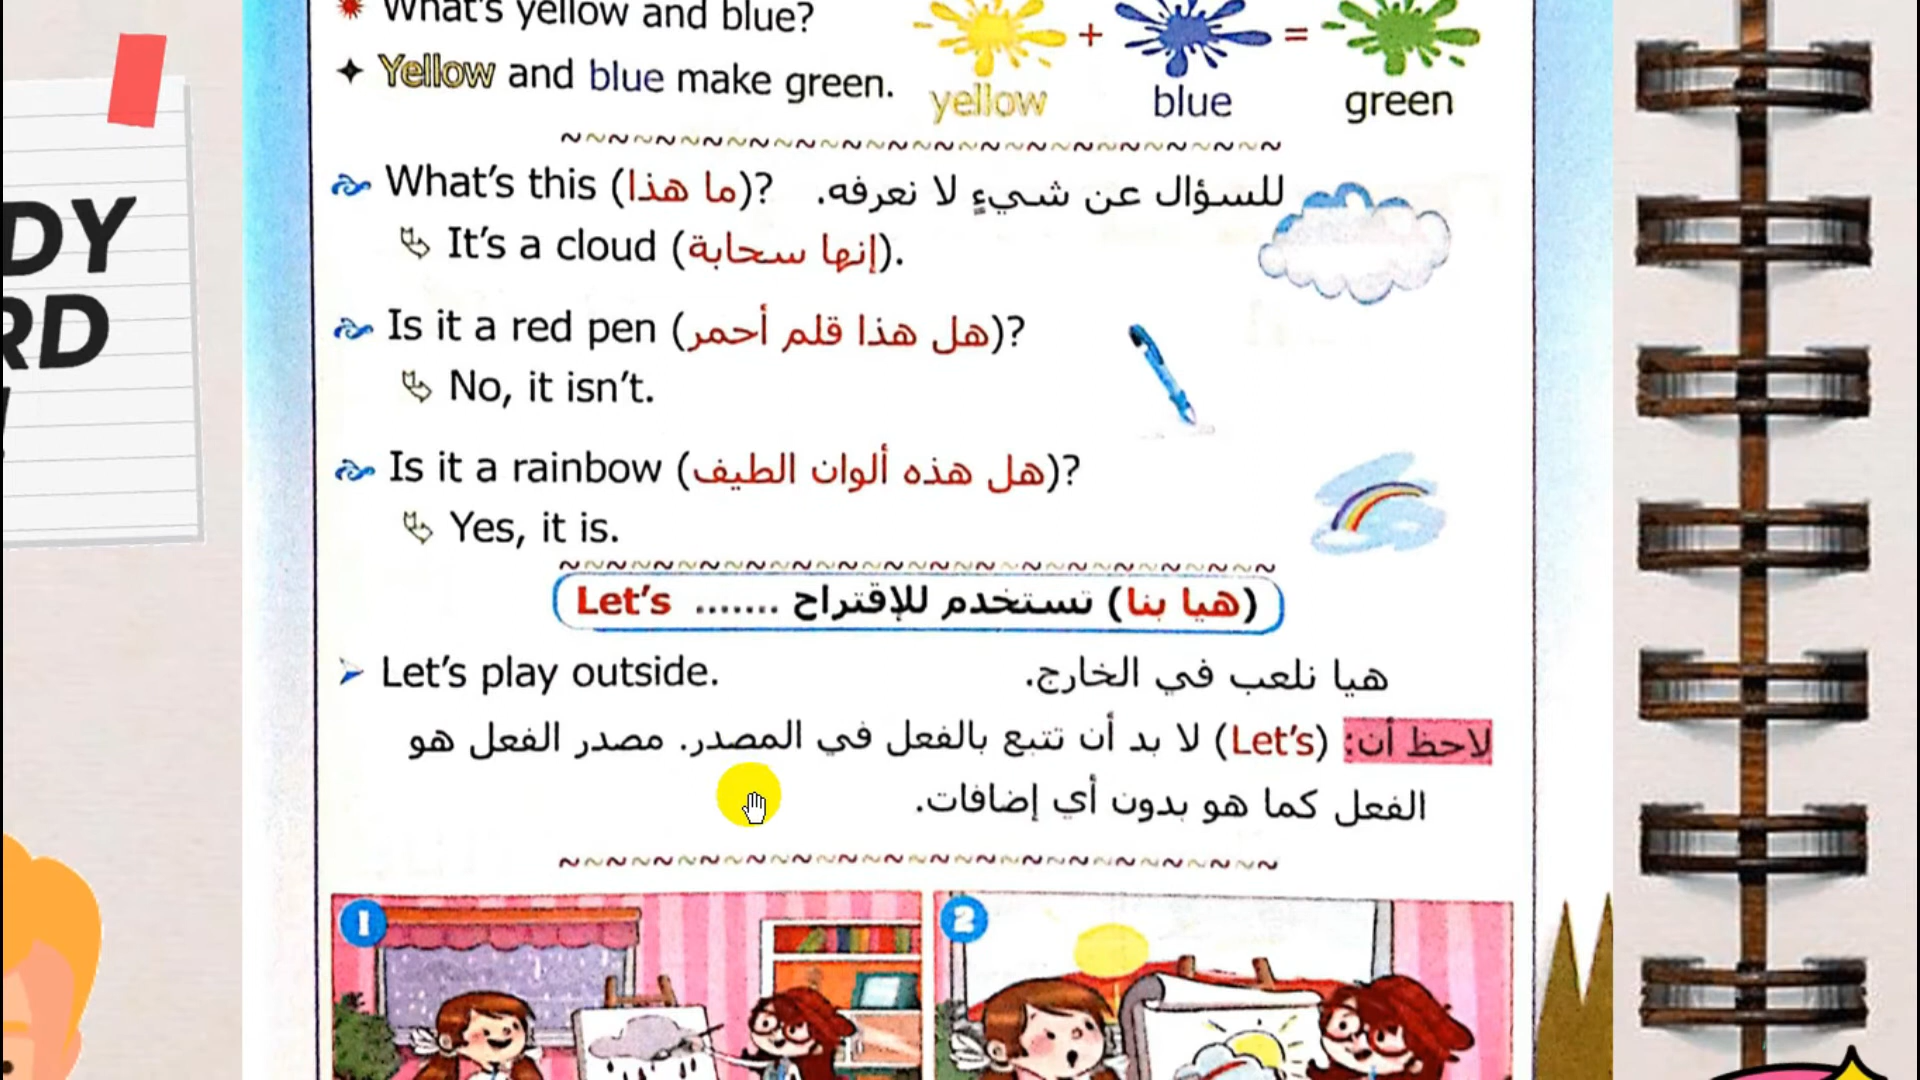 What's yellow and blue?
Yellow and blue make green.
+ =
yellow blue green
What's this (ما هذا)? للسؤال عن شيءٍ لا نعرفه.
It's a cloud (إنها سحابة).
Is it a red pen (هل هذا قلم أحمر)?
No, it isn't.
Is it a rainbow (هل هذه ألوان الطيف)?
Yes, it is.
(هيا بنا) تستخدم للإقتراح ....... Let's
Let's play outside. هيا نلعب في الخارج.
لاحظ أن: (Let's) لا بد أن تتبع بالفعل في المصدر. مصدر الفعل هو
الفعل كما هو بدون أي إضافات.
1 2
DY
RD